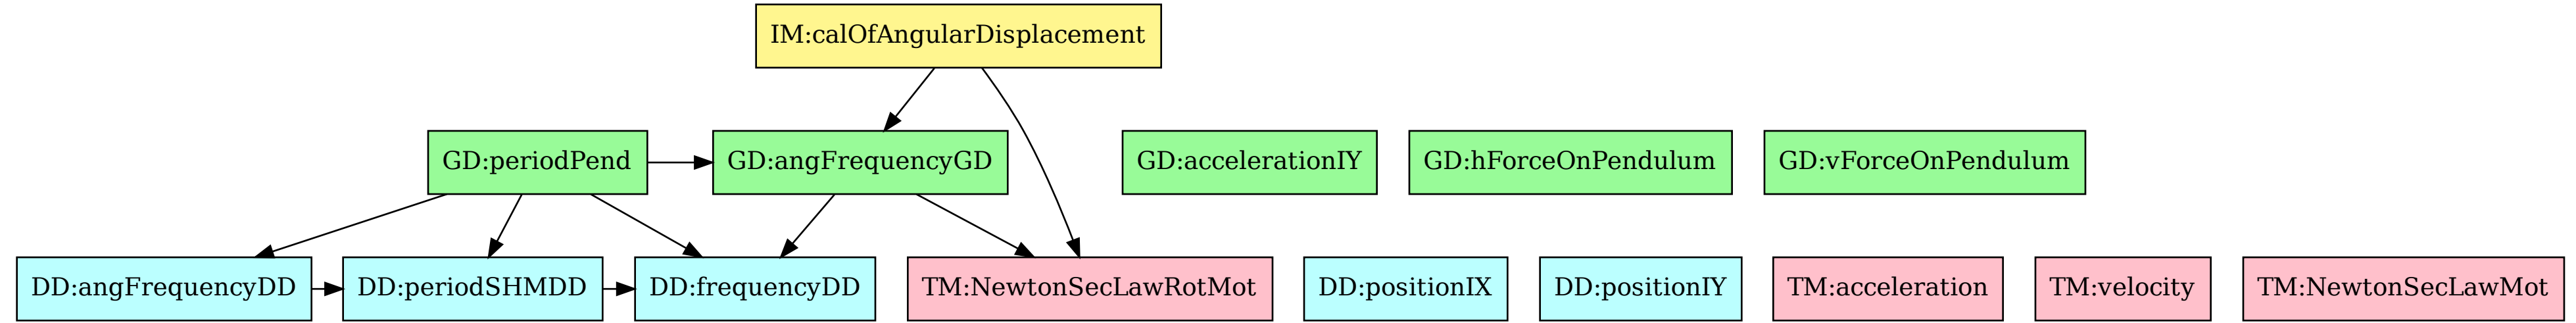 IM:calOfAngularDisplacement
GD:periodPend
GD:angFrequencyGD
GD:accelerationIY
GD:hForceOnPendulum
GD:vForceOnPendulum
DD:angFrequencyDD
DD:periodSHMDD
DD:frequencyDD
TM:NewtonSecLawRotMot
DD:positionIX
DD:positionIY
TM:acceleration
TM:velocity
TM:NewtonSecLawMot